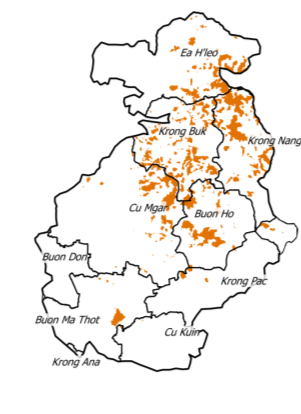 Ea H'leo
Krong Buk
Krong Nang
Cu Mgar
Buon Ho
Buon Don
Krong Pac
Buon Ma Thot
Cu Kuin
Krong Ana